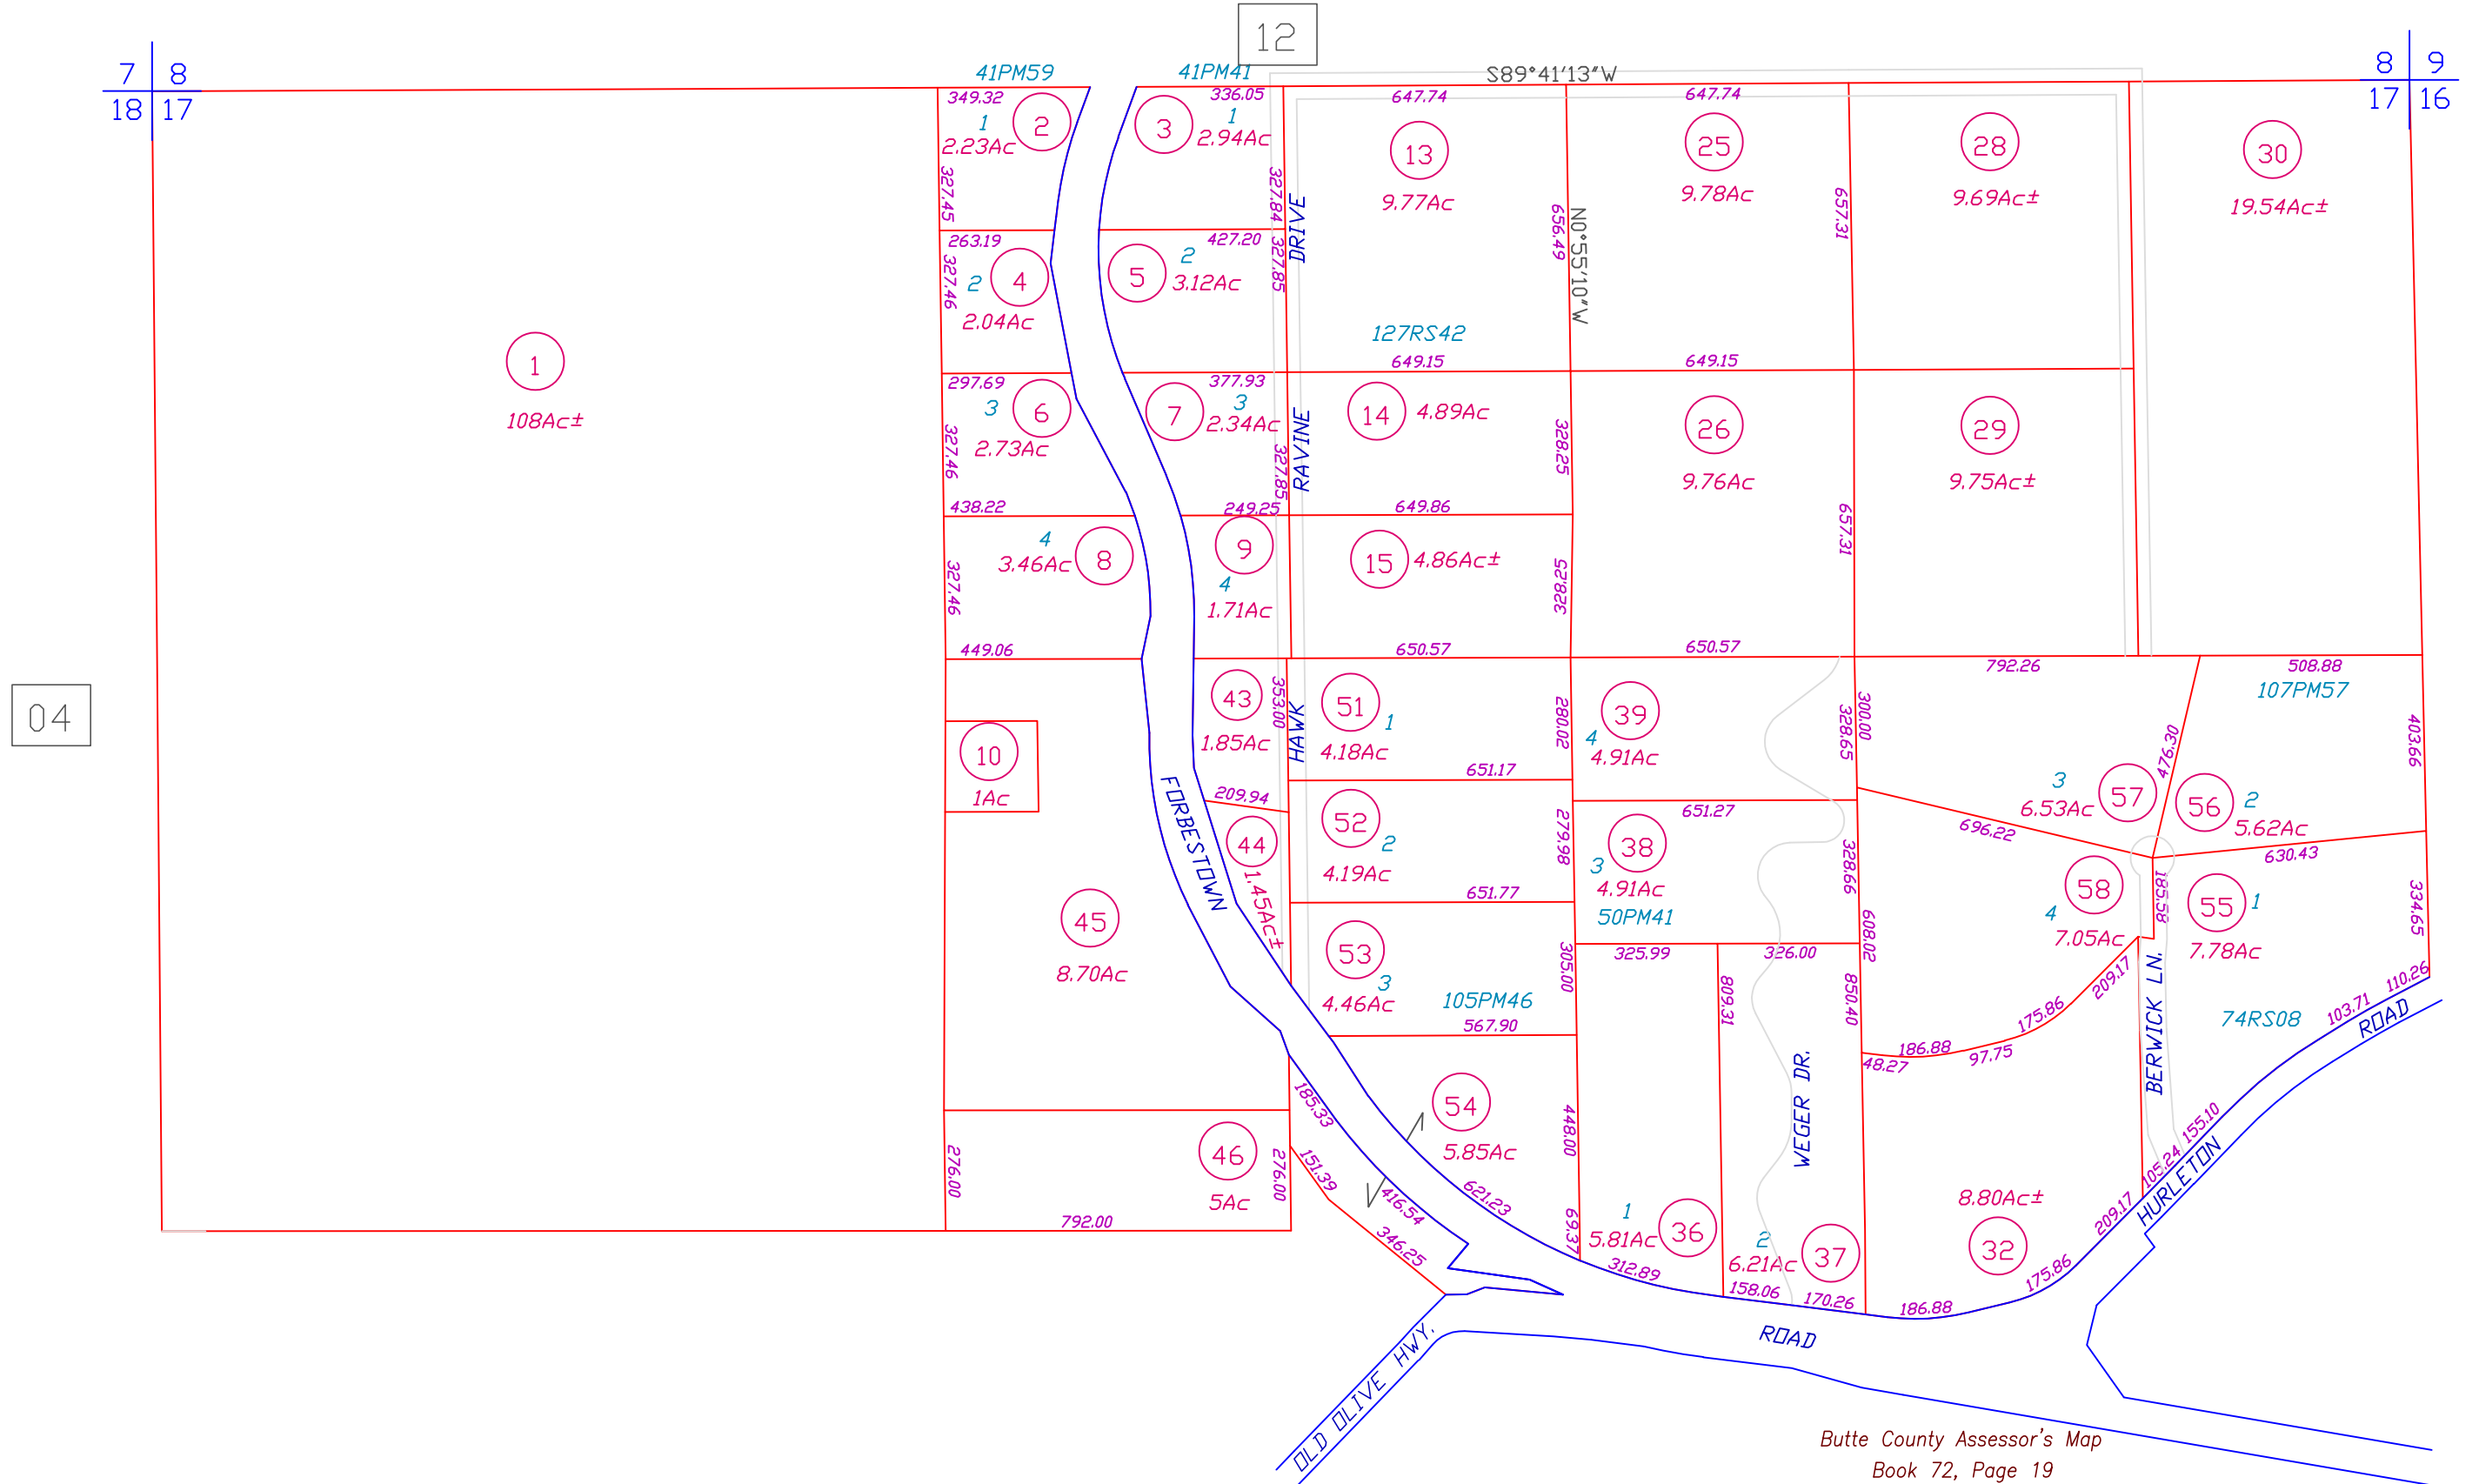 12
7 8
18 17
8 9
17 16
04
41PM59
41PM41
S89°41'13"W
349.32
1
2
2.23Ac
327.45
3
336.05
1
2.94Ac
327.84
DRIVE
647.74
13
9.77Ac
656.49
N0°55'10"W
647.74
25
9.78Ac
657.31
28
9.69Ac±
30
19.54Ac±
263.19
327.46
2
4
2.04Ac
427.20
5
2
3.12Ac
327.85
127RS42
649.15
649.15
1
108Ac±
297.69
3
6
2.73Ac
327.46
377.93
7
3
2.34Ac
327.85
RAVINE
14
4.89Ac
328.25
26
9.76Ac
657.31
29
9.75Ac±
438.22
4
8
3.46Ac
327.46
249.25
9
4
1.71Ac
649.86
15
4.86Ac±
328.25
449.06
650.57
650.57
792.26
508.88
107PM57
43
1.85Ac
353.00
HAWK
51
1
4.18Ac
280.02
39
4
4.91Ac
328.65
300.00
476.30
403.66
10
1Ac
FORBESTOWN
209.94
651.17
651.27
3
57
6.53Ac
56
2
5.62Ac
696.22
630.43
44
1.45Ac±
52
2
4.19Ac
279.98
38
3
4.91Ac
50PM41
328.66
651.77
58
4
7.05Ac
185.58
55
1
7.78Ac
334.65
45
8.70Ac
53
3
4.46Ac
305.00
105PM46
567.90
325.99
326.00
608.02
809.31
850.40
209.17
175.86
186.88
97.75
48.27
BERWICK LN.
74RS08
103.71
110.26
ROAD
185.33
151.39
54
5.85Ac
448.00
WEGER DR.
155.10
105.24
HURLETON
209.17
276.00
46
5Ac
276.00
792.00
416.54
346.25
621.23
69.37
1
5.81Ac
36
312.89
2
6.21Ac
37
158.06
170.26
8.80Ac±
32
186.88
175.86
ROAD
OLD OLIVE HWY.
Butte County Assessor's Map
Book 72, Page 19